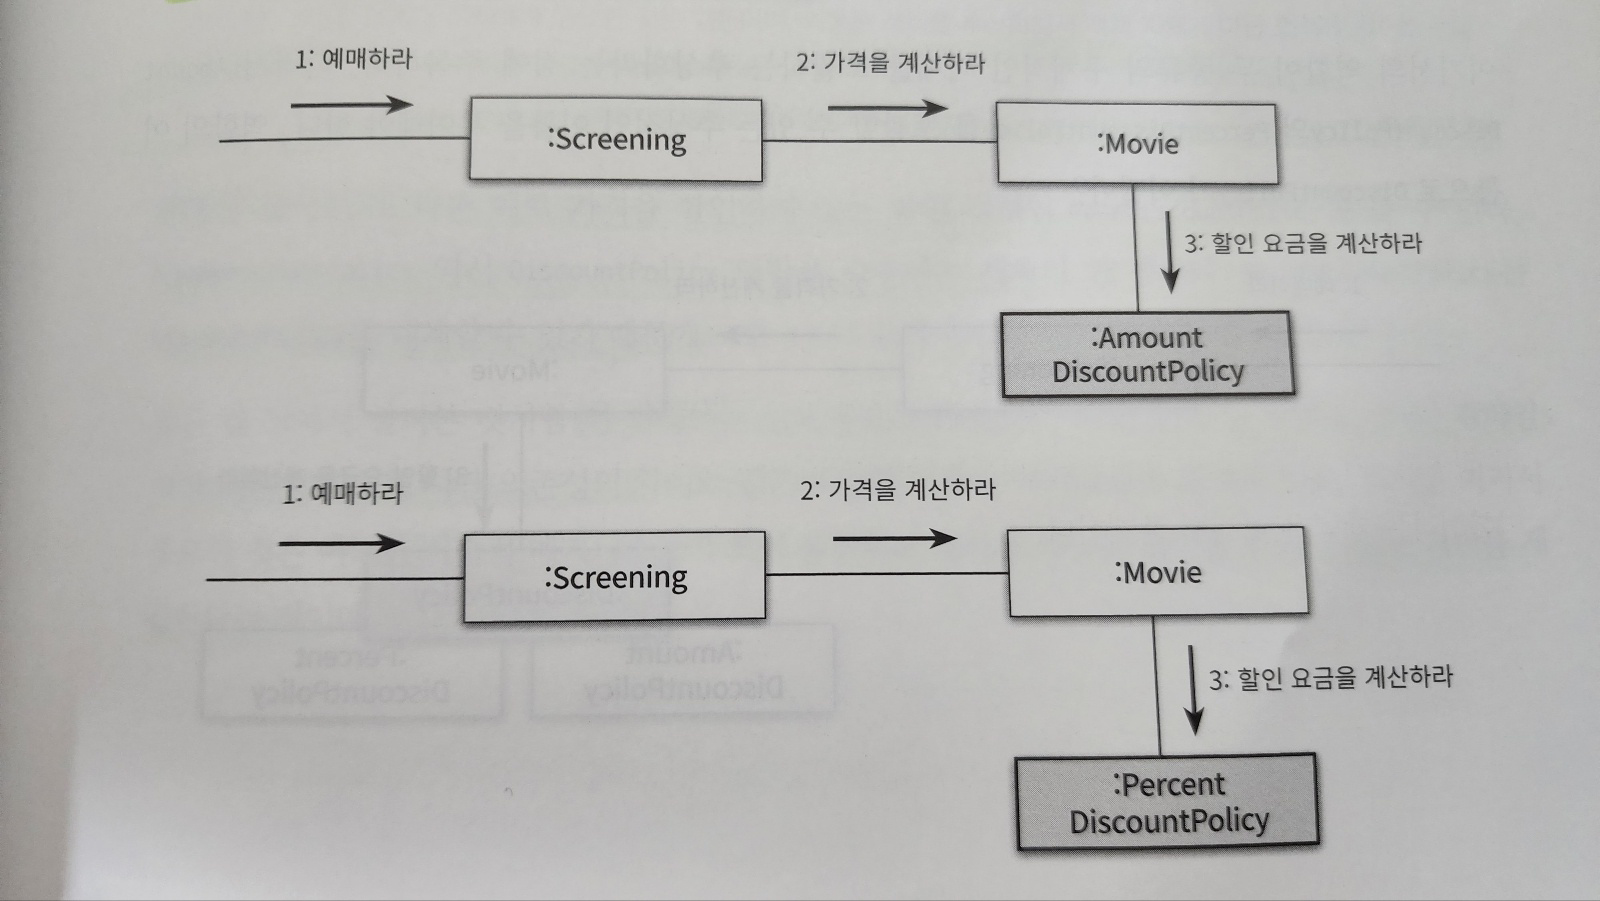 1: 예매하라
2: 가격을 계산하라
:Screening
:Movie
3: 할인 요금을 계산하라
:Amount
DiscountPolicy
1: 예매하라
2: 가격을 계산하라
:Screening
:Movie
3: 할인 요금을 계산하라
:Percent
DiscountPolicy